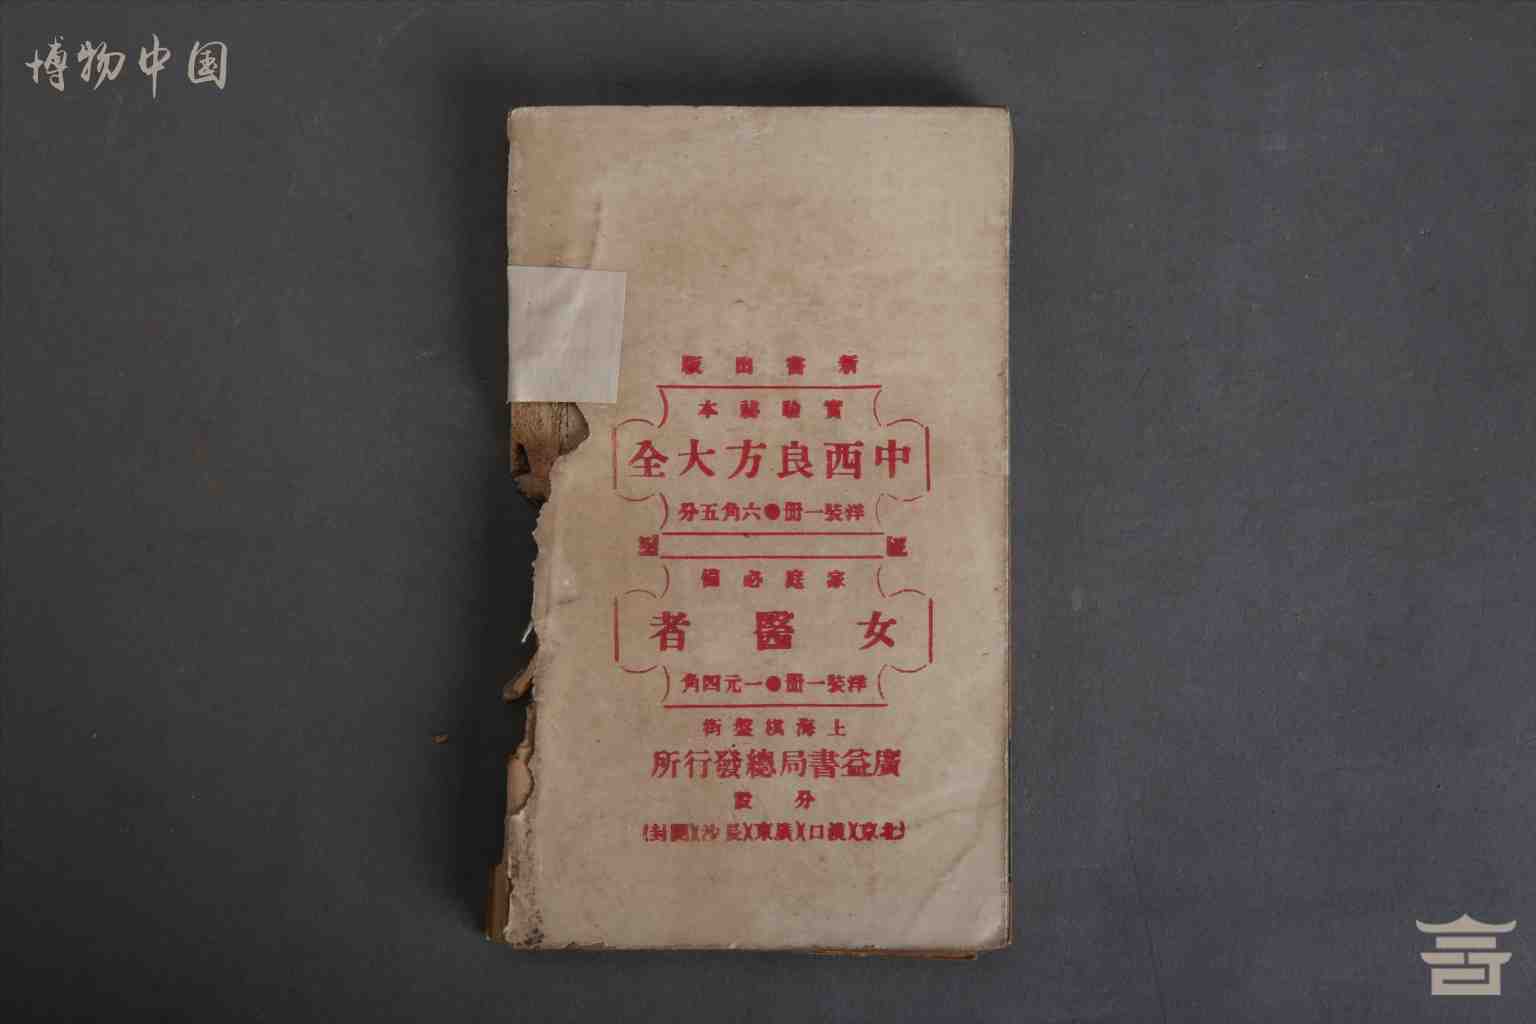 博物中国
新書出版
實驗祕本
中西良方大全
洋裝一冊●六角五分
家庭必備
女醫者
洋裝一冊●一元四角
上海棋盤街
廣益書局總發行所
分設
(北京)(漢口)(廣東)(長沙)(開封)